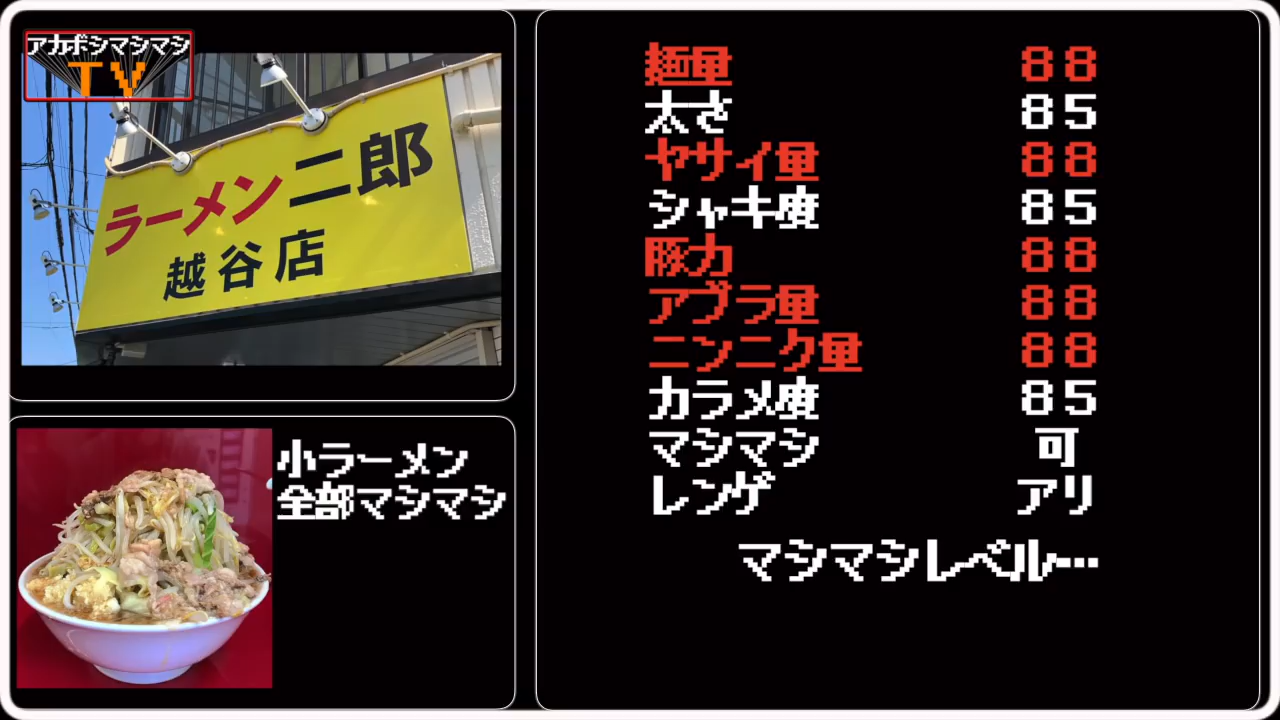 アカボシマシマシ
TV
ラーメン二郎
越谷店
小ラーメン
全部マシマシ
麺量 88
太さ 85
ヤサイ量 88
シャキ度 85
豚力 88
アブラ量 88
ニンニク量 88
カラメ度 85
マシマシ 可
レンゲ アリ
マシマシレベル…